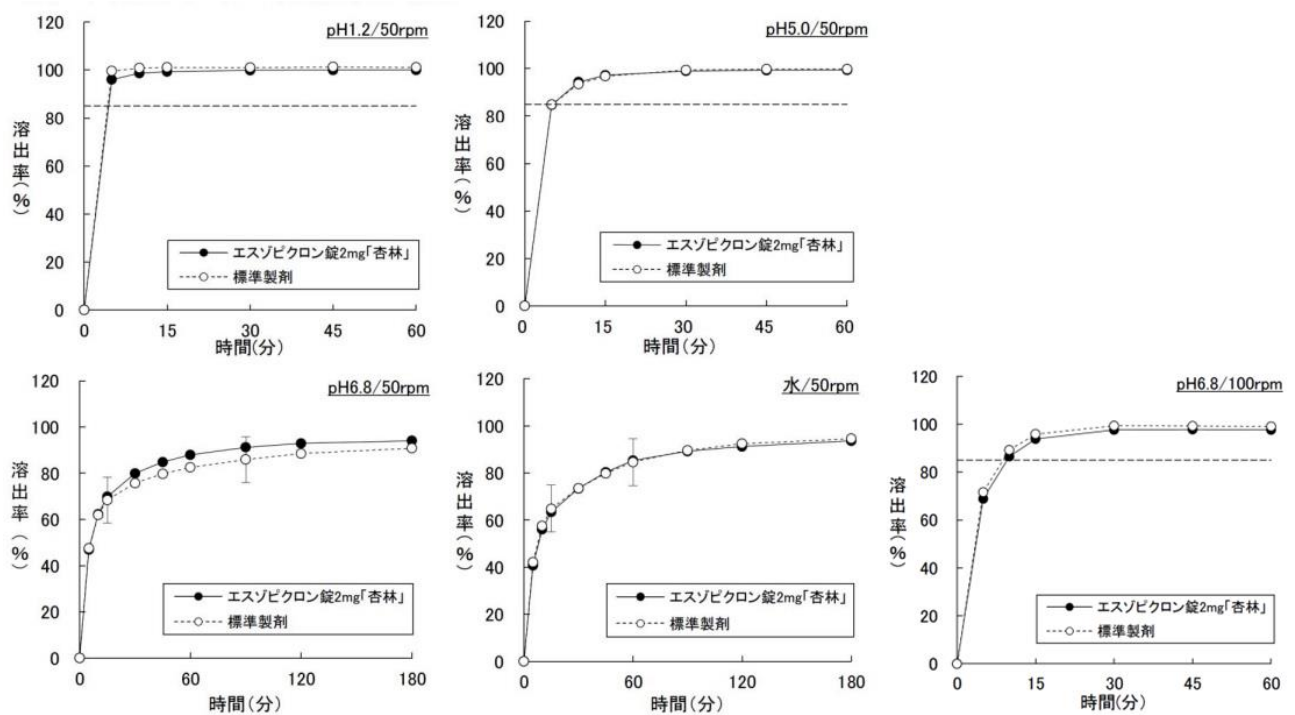 pH1.2/50rpm
120
100
80
60
40
20
0
溶出率(%)
エスゾピクロン錠2mg「杏林」
標準製剤
0 15 30 45 60
時間(分)
pH5.0/50rpm
120
100
80
60
40
20
0
溶出率(%)
エスゾピクロン錠2mg「杏林」
標準製剤
0 15 30 45 60
時間(分)
pH6.8/50rpm
120
100
80
60
40
20
0
溶出率(%)
エスゾピクロン錠2mg「杏林」
標準製剤
0 60 120 180
時間(分)
水/50rpm
120
100
80
60
40
20
0
溶出率(%)
エスゾピクロン錠2mg「杏林」
標準製剤
0 60 120 180
時間(分)
pH6.8/100rpm
120
100
80
60
40
20
0
溶出率(%)
エスゾピクロン錠2mg「杏林」
標準製剤
0 15 30 45 60
時間(分)